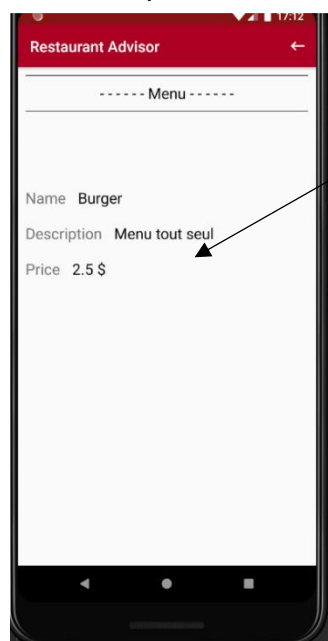 17:12
Restaurant Advisor ←
- - - - - - Menu - - - - - -
Name Burger
Description Menu tout seul
Price 2.5 $